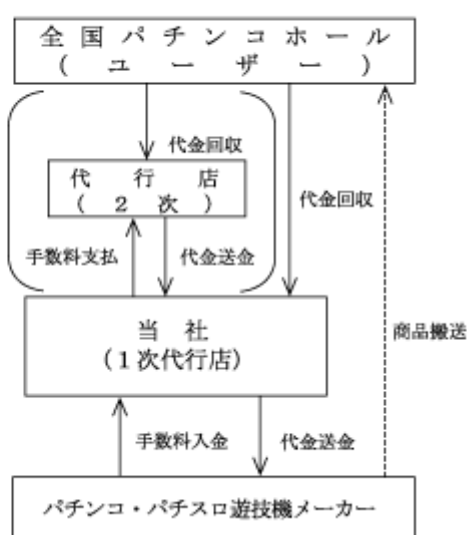 全国パチンコホール
(ユーザー)
代金回収
代行店
(2次)
代金回収
手数料支払
代金送金
当社
(1次代行店)
商品搬送
手数料入金
代金送金
パチンコ・パチスロ遊技機メーカー